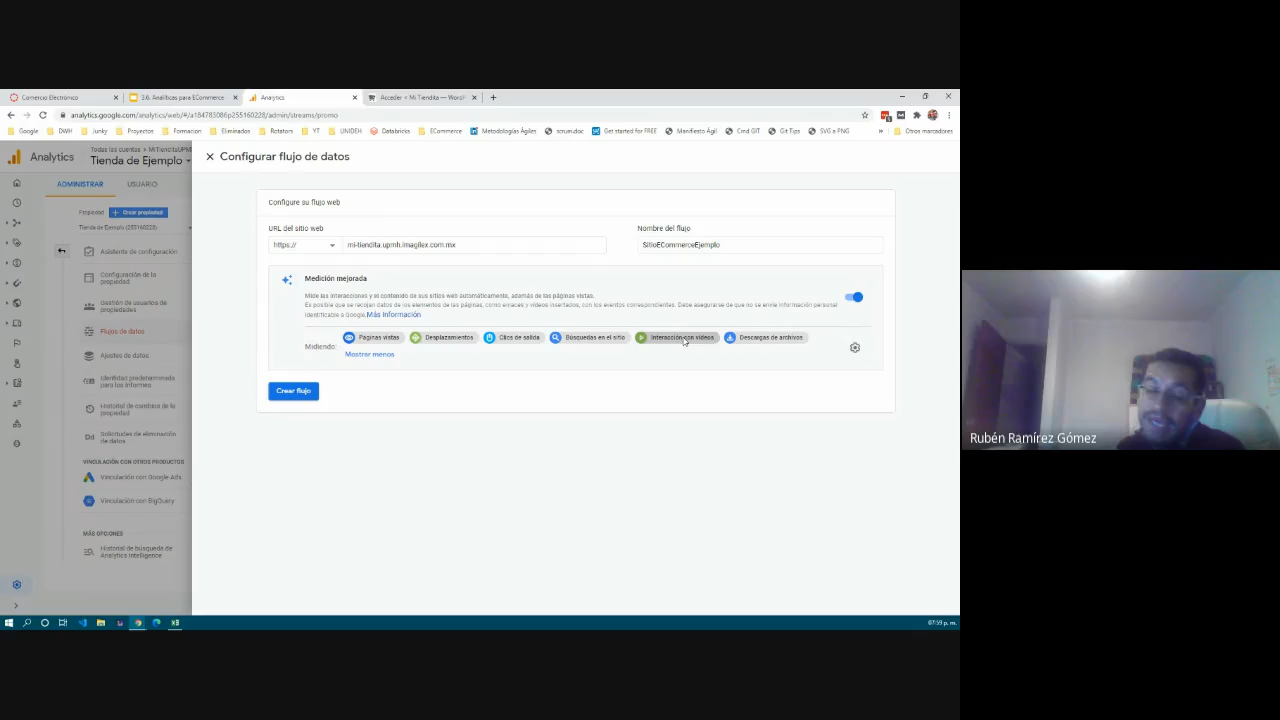 Comercio Electrónico
3.6. Analíticas para ECommerce
Analytics
Acceder < Mi Tiendita — WordP
analytics.google.com/analytics/web/#/a184783086p255160228/admin/streams/promo
Google
DWH
Junky
Proyectos
Formacion
Eliminados
Rotators
YT
UNIDEH
Databricks
ECommerce
Metodologías Ágiles
scrum.doc
Get started for FREE
Manifiesto Ágil
Cmd GIT
Git Tips
SVG a PNG
»
Otros marcadores
Analytics
Todas las cuentas > MiTienditaUPM
Tienda de Ejemplo
Configurar flujo de datos
ADMINISTRAR
USUARIO
Propiedad
+ Crear propiedad
Tienda de Ejemplo (255160228)
Asistente de configuración
Configuración de la
propiedad
Gestión de usuarios de
propiedades
Flujos de datos
Ajustes de datos
Identidad predeterminada
para los informes
Historial de cambios de la
propiedad
Solicitudes de eliminación
de datos
VINCULACIÓN CON OTROS PRODUCTOS
Vinculación con Google Ads
Vinculación con BigQuery
MÁS OPCIONES
Historial de búsqueda de
Analytics Intelligence
Configure su flujo web
URL del sitio web
Nombre del flujo
https://
mi-tiendita.upmh.imagilex.com.mx
SitioECommerceEjemplo
Medición mejorada
Mide las interacciones y el contenido de sus sitios web automáticamente, además de las páginas vistas.
Es posible que se recojan datos de los elementos de las páginas, como enlaces y vídeos insertados, con los eventos correspondientes. Debe asegurarse de que no se envíe información personal
identificable a Google. Más información
Midiendo:
Páginas vistas
Desplazamientos
Clics de salida
Búsquedas en el sitio
Interacción con vídeos
Descargas de archivos
Mostrar menos
Crear flujo
07:59 p. m.
Rubén Ramírez Gómez